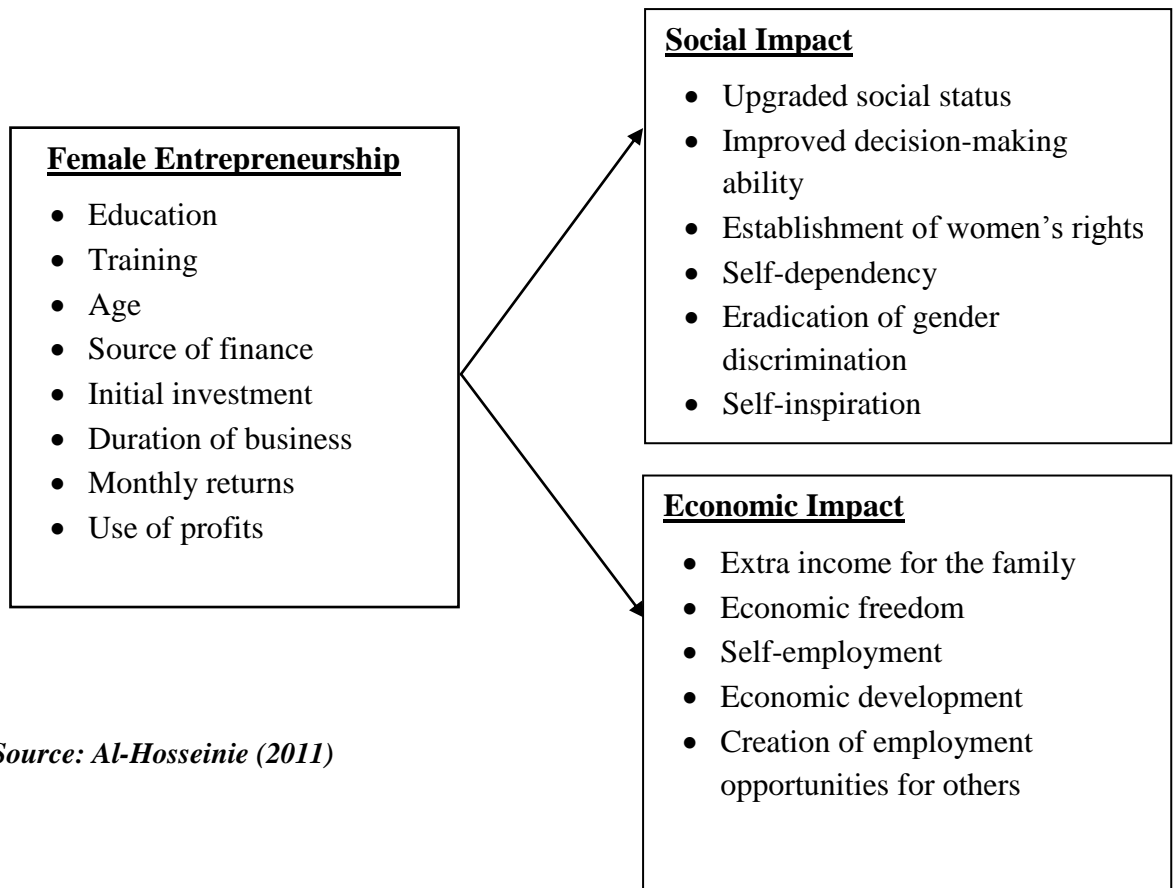 Female Entrepreneurship
• Education
• Training
• Age
• Source of finance
• Initial investment
• Duration of business
• Monthly returns
• Use of profits
Social Impact
• Upgraded social status
• Improved decision-making
ability
• Establishment of women’s rights
• Self-dependency
• Eradication of gender
discrimination
• Self-inspiration
Economic Impact
• Extra income for the family
• Economic freedom
• Self-employment
• Economic development
• Creation of employment
opportunities for others
Source: Al-Hosseinie (2011)